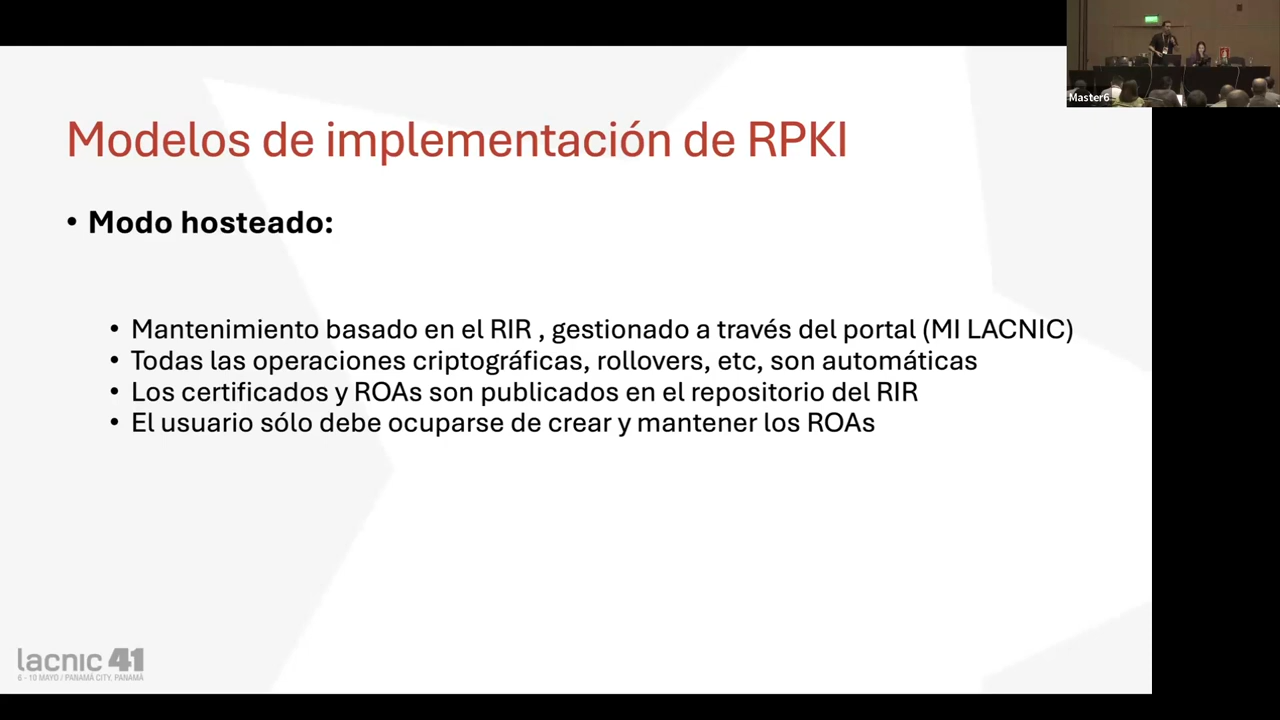 Modelos de implementación de RPKI
• Modo hosteado:
• Mantenimiento basado en el RIR , gestionado a través del portal (MI LACNIC)
• Todas las operaciones criptográficas, rollovers, etc, son automáticas
• Los certificados y ROAs son publicados en el repositorio del RIR
• El usuario sólo debe ocuparse de crear y mantener los ROAs
lacnic 41
6 - 10 MAYO / PANAMÁ CITY, PANAMÁ
Master6